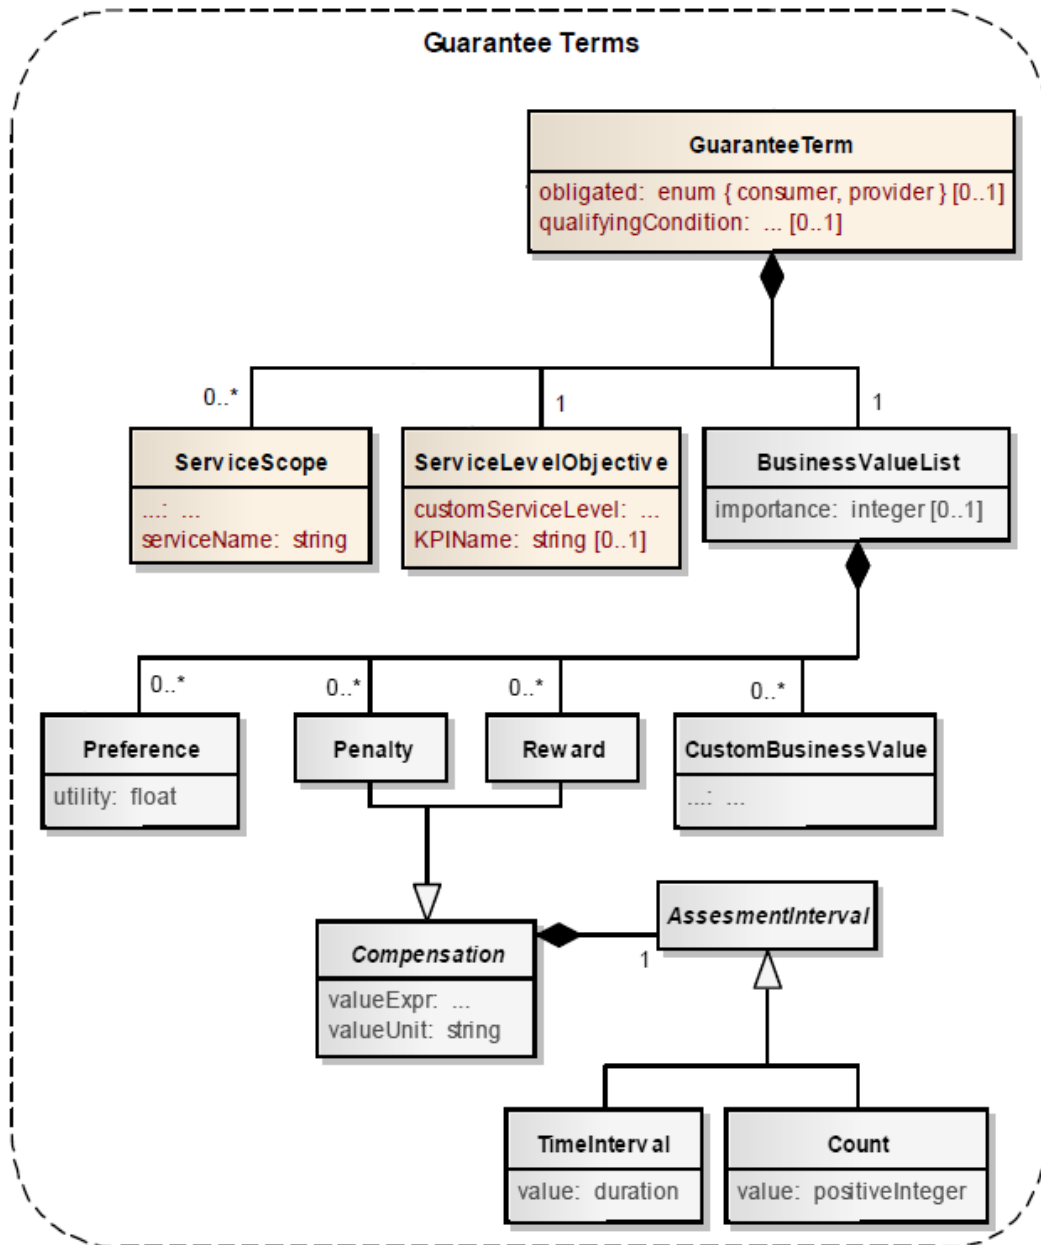 Guarantee Terms
GuaranteeTerm
obligated: enum { consumer, provider } [0..1]
qualifyingCondition: ... [0..1]
0..*
1
1
ServiceScope
...: ...
serviceName: string
ServiceLevelObjective
customServiceLevel: ...
KPIName: string [0..1]
BusinessValueList
importance: integer [0..1]
0..*
0..*
0..*
0..*
Preference
utility: float
Penalty
Reward
CustomBusinessValue
...: ...
AssesmentInterval
1
Compensation
valueExpr: ...
valueUnit: string
TimeInterval
value: duration
Count
value: positiveInteger